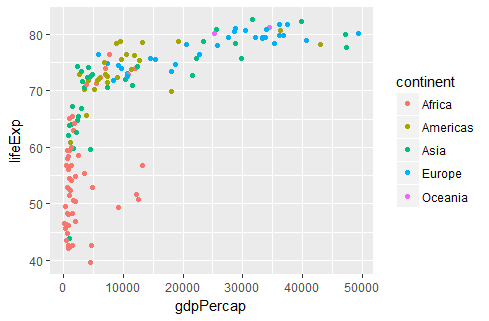 80
70
60
50
40
lifeExp
0
10000
20000
30000
40000
50000
gdpPercap
continent
Africa
Americas
Asia
Europe
Oceania